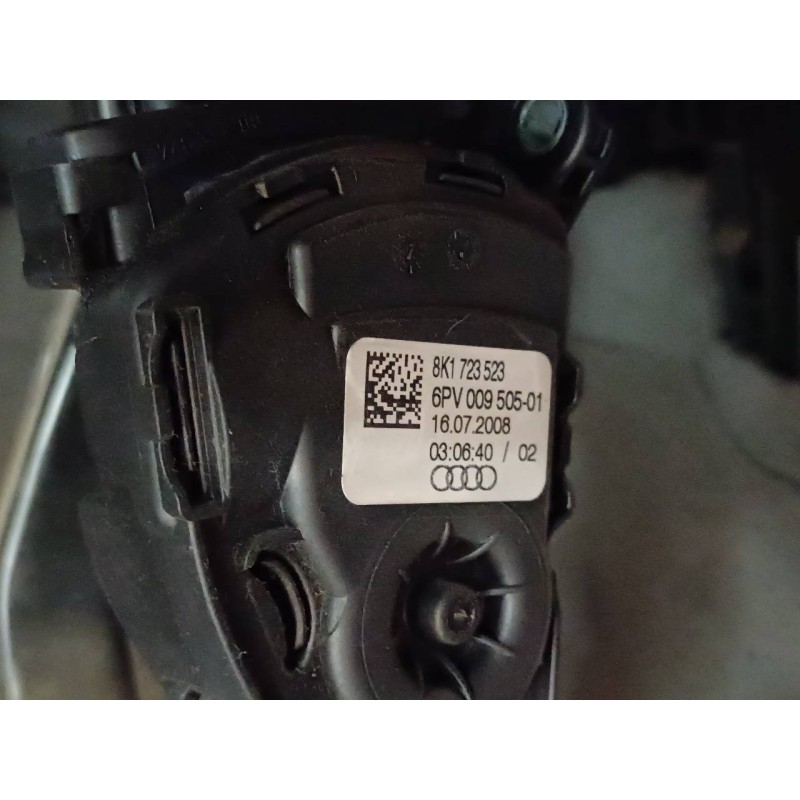 8K1 723 523
6PV 009 505-01
16.07.2008
03:06:40 / 02